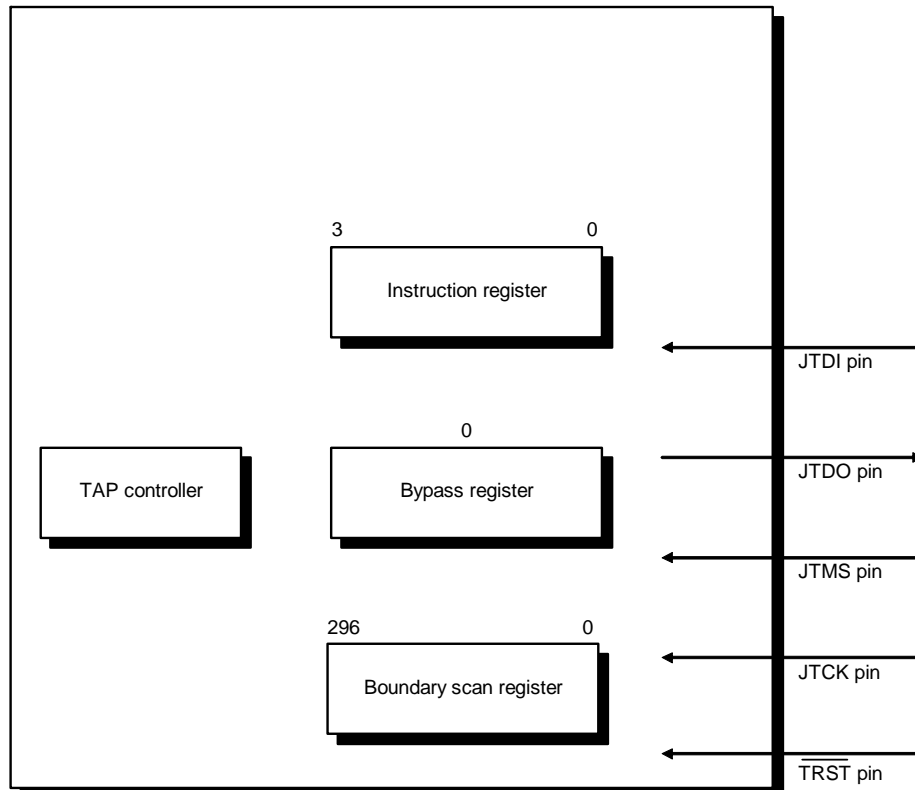 3 0
Instruction register
JTDI pin
0
TAP controller
Bypass register
JTDO pin
JTMS pin
296 0
Boundary scan register
JTCK pin
TRST pin